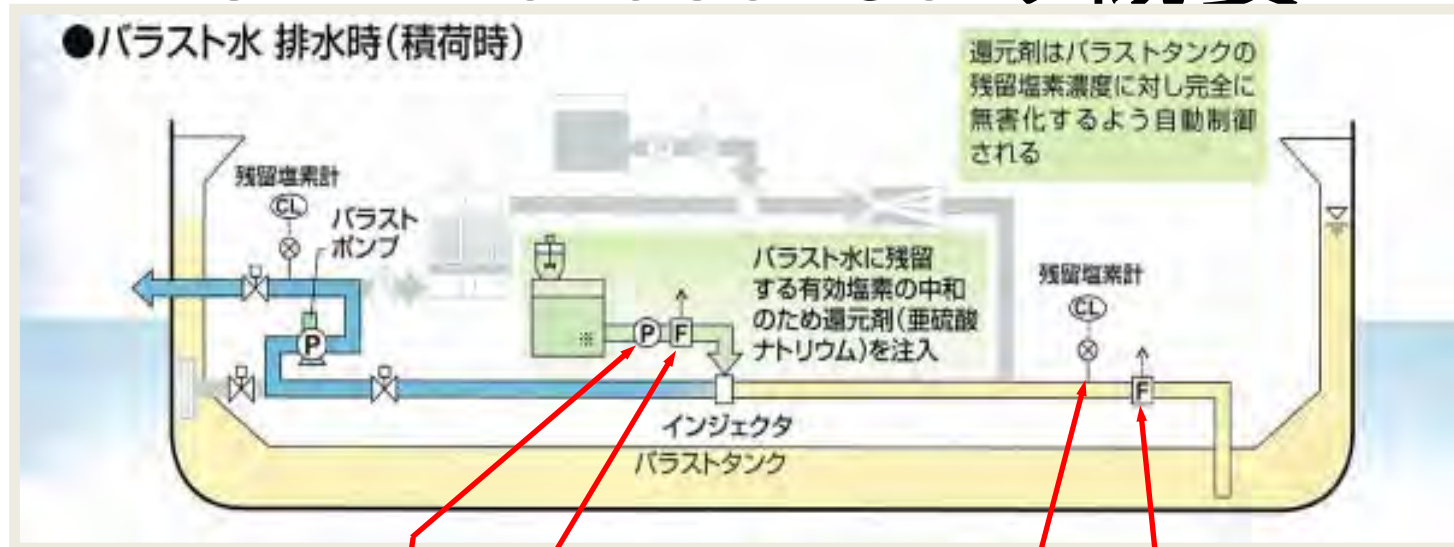 ●バラスト水 排水時(積荷時)
還元剤はバラストタンクの
残留塩素濃度に対し完全に
無害化するよう自動制御
される
残留塩素計
CL
バラスト
ポンプ
P
バラスト水に残留
する有効塩素の中和
のため還元剤(亜硫酸
ナトリウム)を注入
※
P
F
残留塩素計
CL
F
インジェクタ
バラストタンク